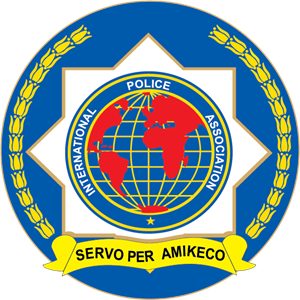 INTERNATIONAL POLICE ASSOCIATION
SERVO PER AMIKECO